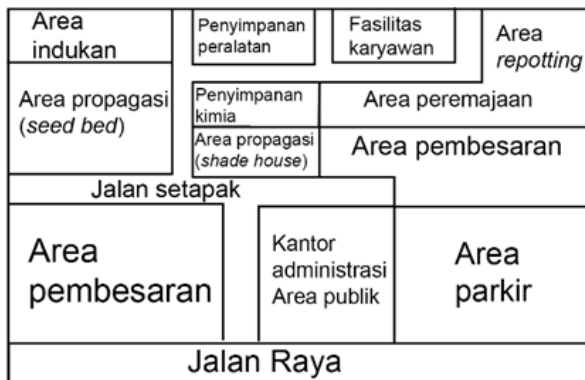 Area
indukan
Penyimpanan
peralatan
Fasilitas
karyawan
Area
repotting
Area propagasi
(seed bed)
Penyimpanan
kimia
Area peremajaan
Area propagasi
(shade house)
Area pembesaran
Jalan setapak
Area
pembesaran
Kantor
administrasi
Area publik
Area
parkir
Jalan Raya